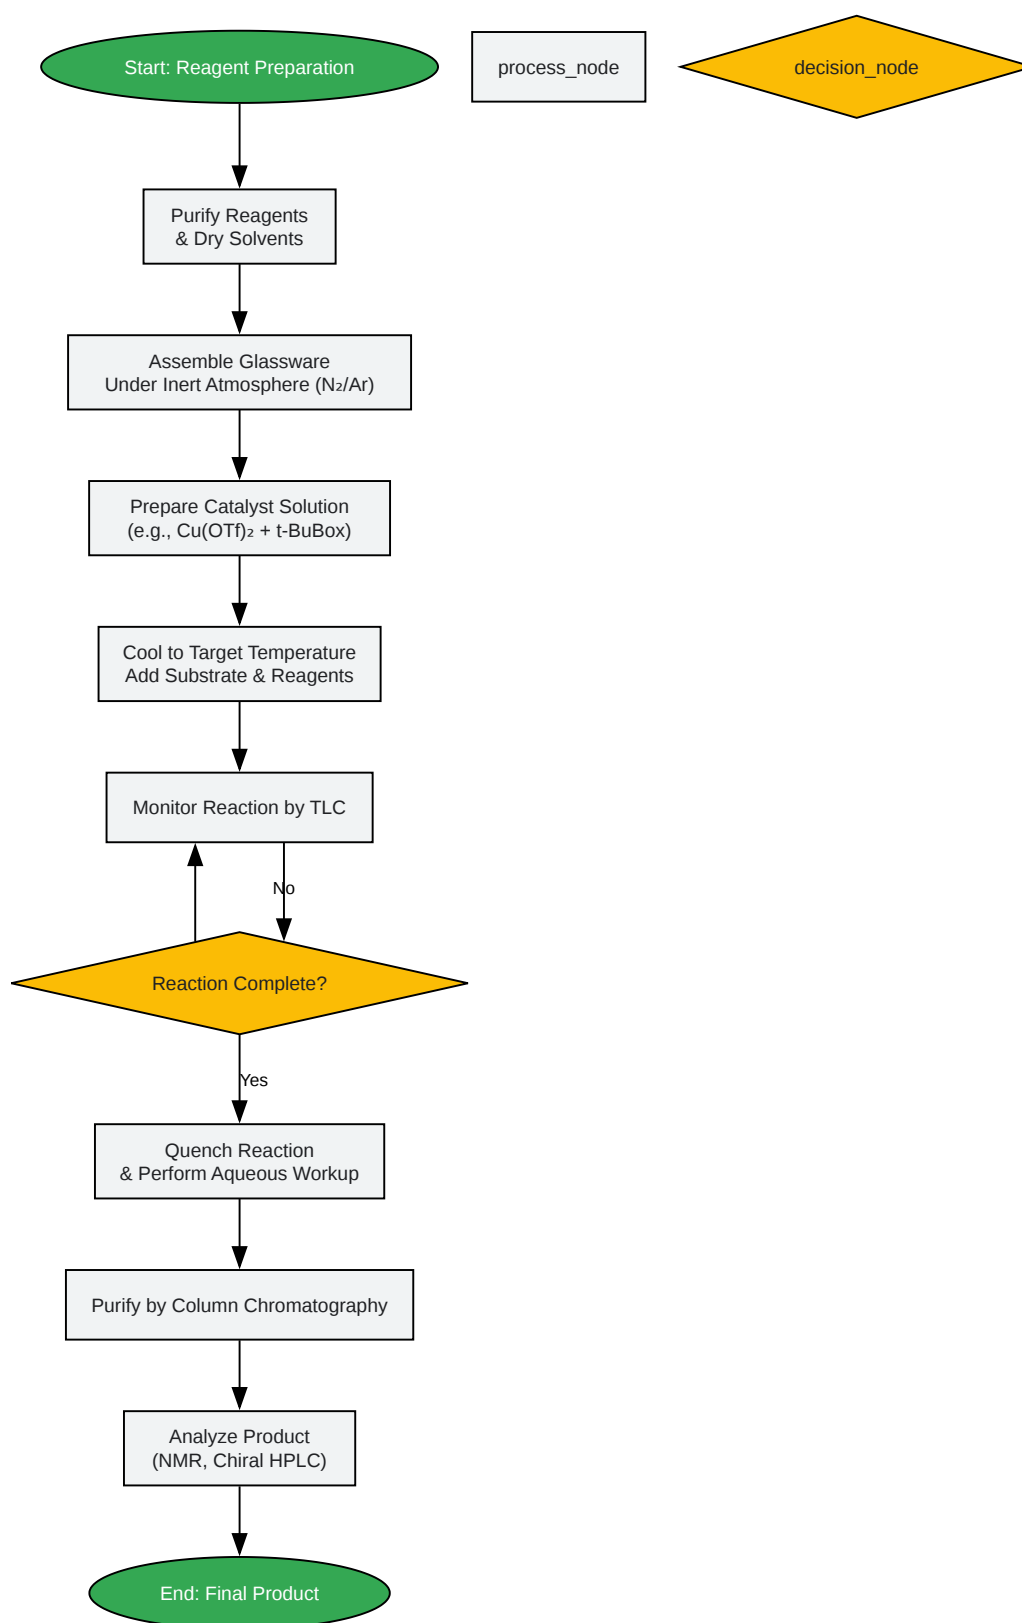 Start: Reagent Preparation
process_node
decision_node
Purify Reagents
& Dry Solvents
Assemble Glassware
Under Inert Atmosphere (N₂/Ar)
Prepare Catalyst Solution
(e.g., Cu(OTf)₂ + t-BuBox)
Cool to Target Temperature
Add Substrate & Reagents
Monitor Reaction by TLC
No
Reaction Complete?
Yes
Quench Reaction
& Perform Aqueous Workup
Purify by Column Chromatography
Analyze Product
(NMR, Chiral HPLC)
End: Final Product